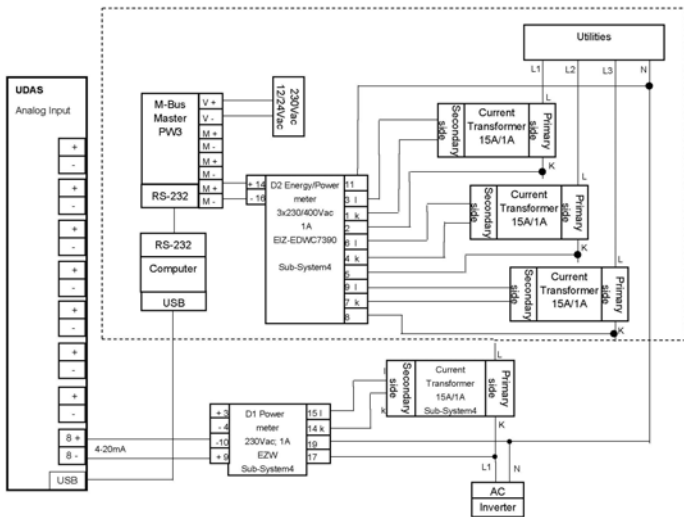 Utilities
L1
L2
L3
N
UDAS
Analog Input
+
-
+
-
+
-
+
-
+
-
+
-
+
-
8 +
8 -
USB
4-20mA
M-Bus
Master
PW3
RS-232
V +
V -
M +
M -
M +
M -
M +
M -
230Vac
12/24Vac
RS-232
Computer
USB
+ 14
- 16
D2 Energy/Power
meter
3x230/400Vac
1A
EIZ-EDWC7390
Sub-System4
11
3 l
1 k
2
6 l
4 k
5
9 l
7 k
8
Secondary
side
Current
Transformer
15A/1A
Primary
side
L
K
Secondary
side
Current
Transformer
15A/1A
Primary
side
L
K
Secondary
side
Current
Transformer
15A/1A
Primary
side
L
K
l
k
Secondary
side
Current
Transformer
15A/1A
Sub-System4
Primary
side
L
K
+ 3
- 4
-10
+ 9
D1 Power
meter
230Vac; 1A
EZW
Sub-System4
15 l
14 k
19
17
L1
N
AC
Inverter